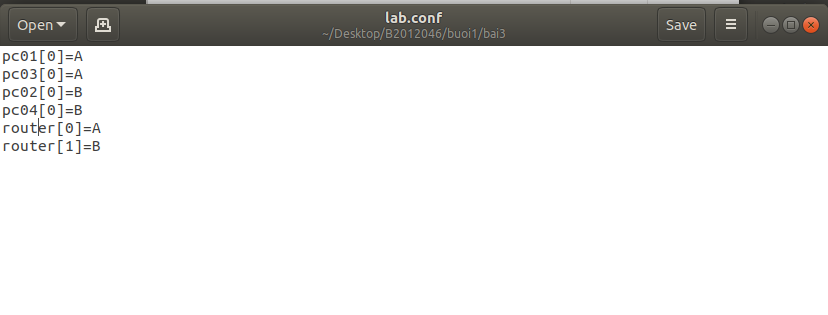 Open
lab.conf
~/Desktop/B2012046/buoi1/bai3
Save
pc01[0]=A
pc03[0]=A
pc02[0]=B
pc04[0]=B
router[0]=A
router[1]=B